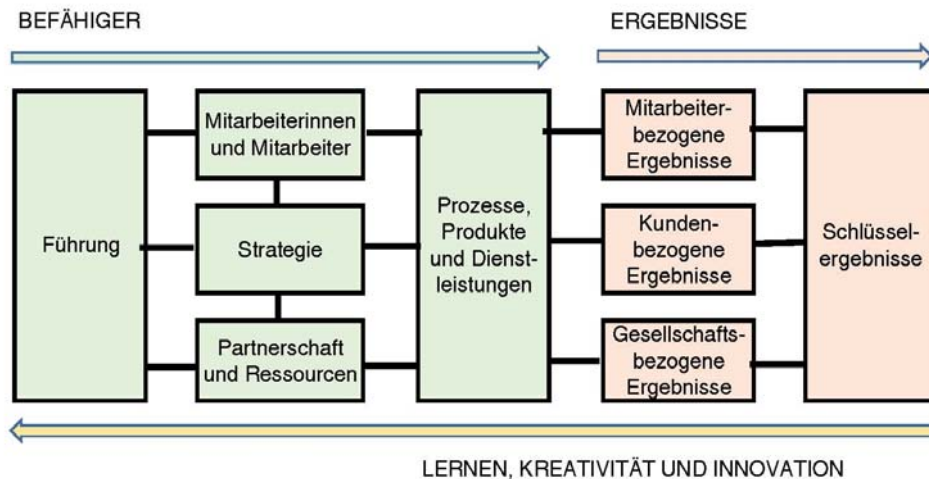 BEFÄHIGER
ERGEBNISSE
Führung
Mitarbeiterinnen
und Mitarbeiter
Strategie
Partnerschaft
und Ressourcen
Prozesse,
Produkte
und Dienst-
leistungen
Mitarbeiter-
bezogene
Ergebnisse
Kunden-
bezogene
Ergebnisse
Gesellschafts-
bezogene
Ergebnisse
Schlüssel-
ergebnisse
LERNEN, KREATIVITÄT UND INNOVATION